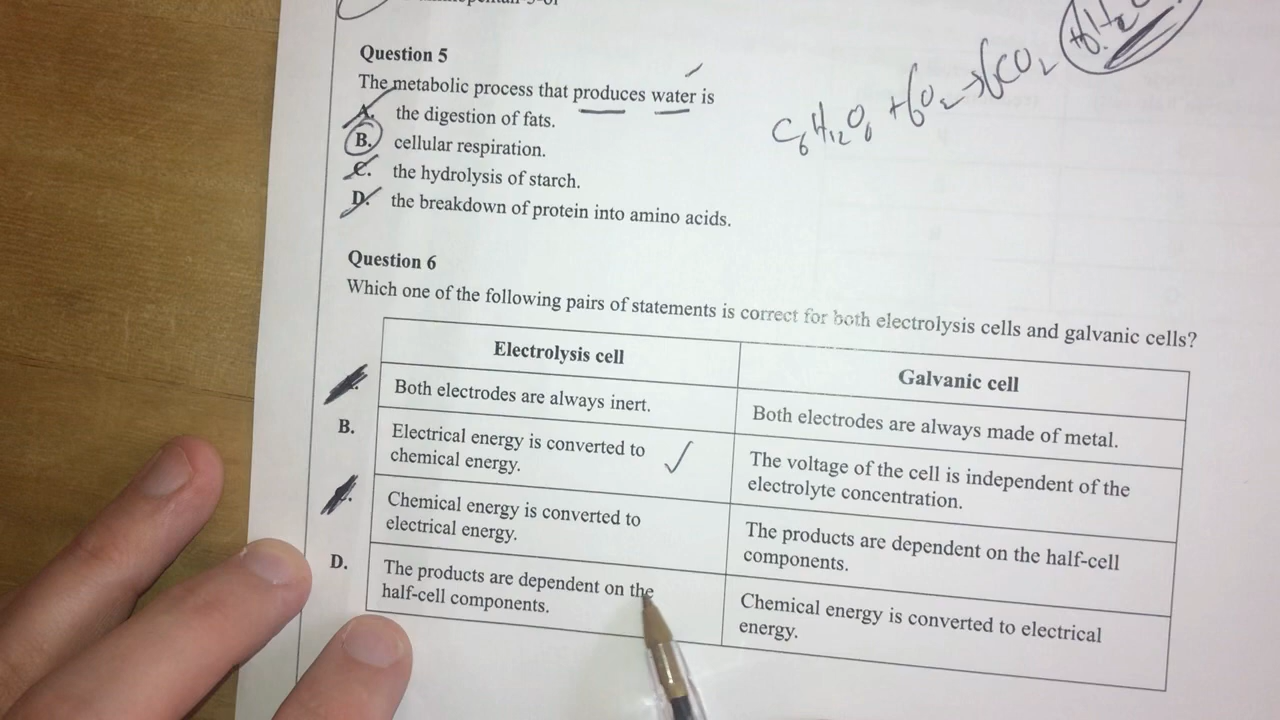 Question 5
The metabolic process that produces water is
A. the digestion of fats.
B. cellular respiration.
C. the hydrolysis of starch.
D. the breakdown of protein into amino acids.
C6H12O6 + 6O2 → 6CO2
Question 6
Which one of the following pairs of statements is correct for both electrolysis cells and galvanic cells?
Electrolysis cell
Galvanic cell
Both electrodes are always inert.
Both electrodes are always made of metal.
B.
Electrical energy is converted to
chemical energy.
The voltage of the cell is independent of the
electrolyte concentration.
Chemical energy is converted to
electrical energy.
The products are dependent on the half-cell
components.
D.
The products are dependent on the
half-cell components.
Chemical energy is converted to electrical
energy.